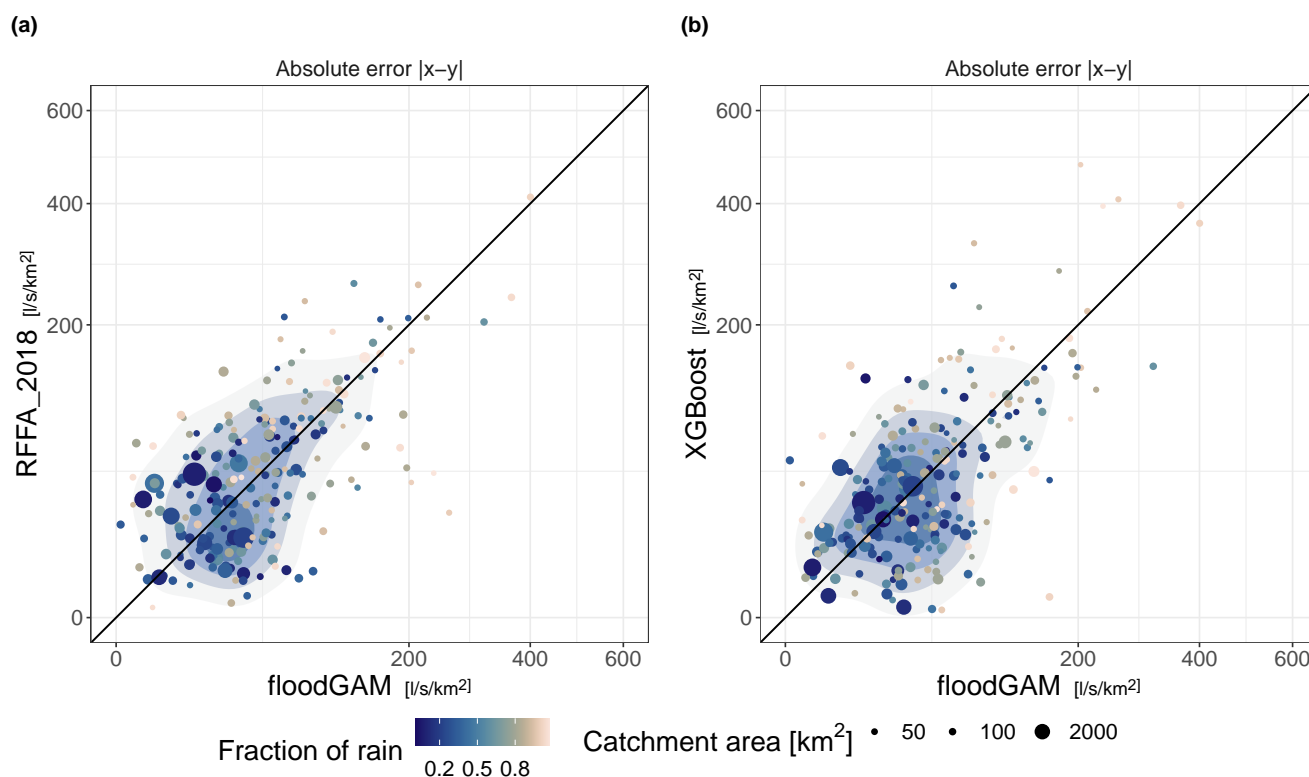 (a)
(b)
Absolute error |x−y|
Absolute error |x−y|
600
400
200
0
RFFA_2018 [l/s/km²]
0 200 400 600
floodGAM [l/s/km²]
600
400
200
0
XGBoost [l/s/km²]
0 200 400 600
floodGAM [l/s/km²]
Fraction of rain
0.2 0.5 0.8
Catchment area [km²]
50 100 2000